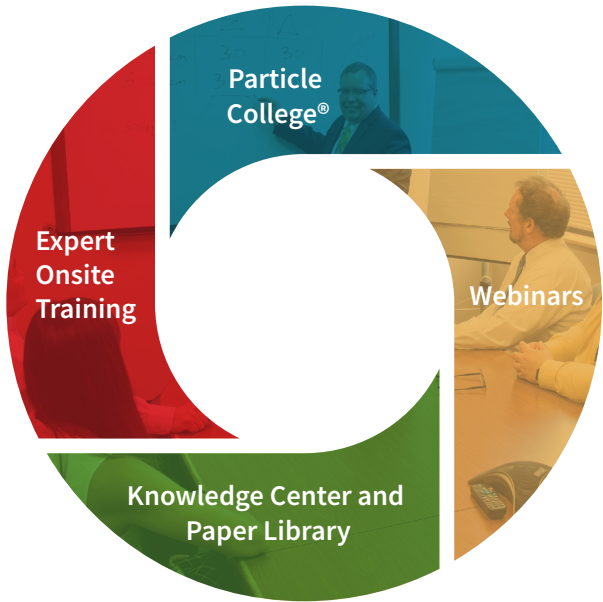 Particle
College®
Expert
Onsite
Training
Webinars
Knowledge Center and
Paper Library